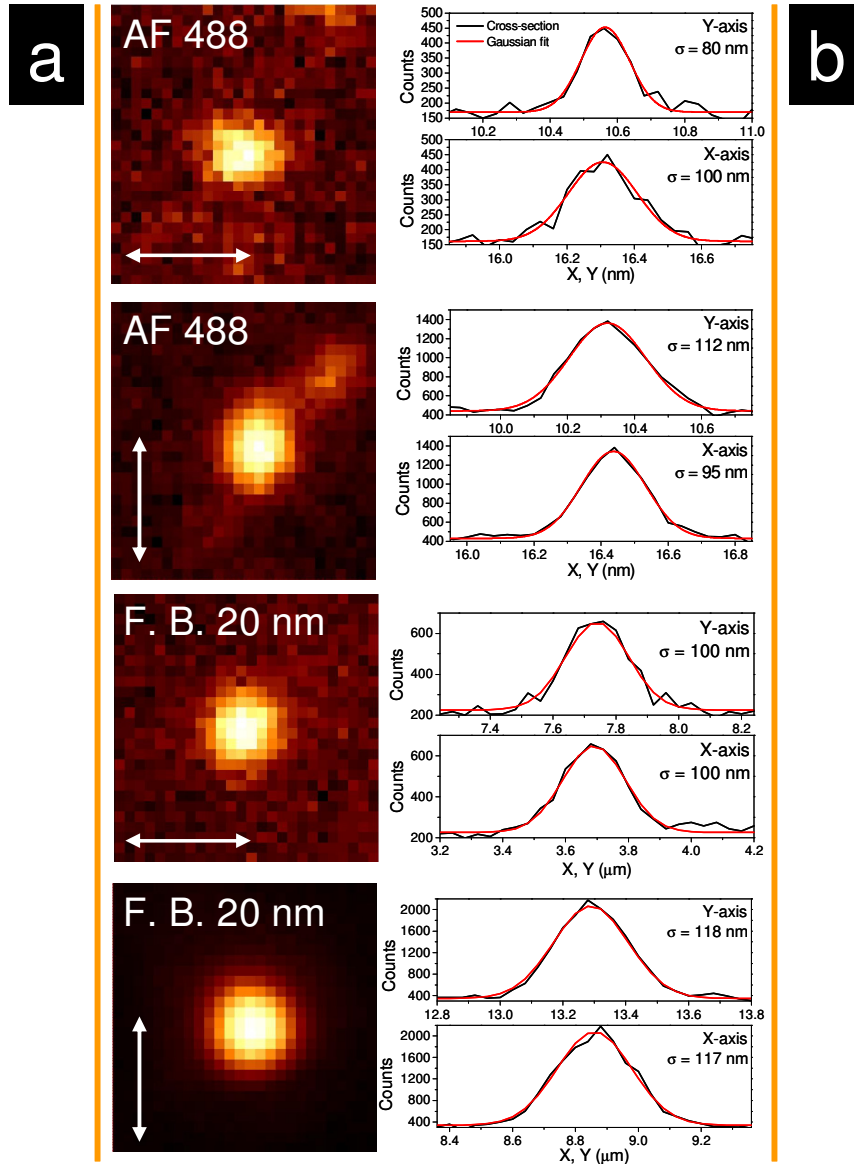 a
b
AF 488
Cross-section
Gaussian fit
Y-axis
σ = 80 nm
Counts
500
450
400
350
300
250
200
150
10.2 10.4 10.6 10.8 11.0
X-axis
σ = 100 nm
Counts
500
450
400
350
300
250
200
150
16.0 16.2 16.4 16.6
X, Y (nm)
AF 488
Y-axis
σ = 112 nm
Counts
1400
1200
1000
800
600
400
10.0 10.2 10.4 10.6
X-axis
σ = 95 nm
Counts
1400
1200
1000
800
600
400
16.0 16.2 16.4 16.6 16.8
X, Y (nm)
F. B. 20 nm
Y-axis
σ = 100 nm
Counts
600
400
200
7.4 7.6 7.8 8.0 8.2
X-axis
σ = 100 nm
Counts
600
400
200
3.2 3.4 3.6 3.8 4.0 4.2
X, Y (μm)
F. B. 20 nm
Y-axis
σ = 118 nm
Counts
2000
1600
1200
800
400
12.8 13.0 13.2 13.4 13.6 13.8
X-axis
σ = 117 nm
Counts
2000
1600
1200
800
400
8.4 8.6 8.8 9.0 9.2
X, Y (μm)